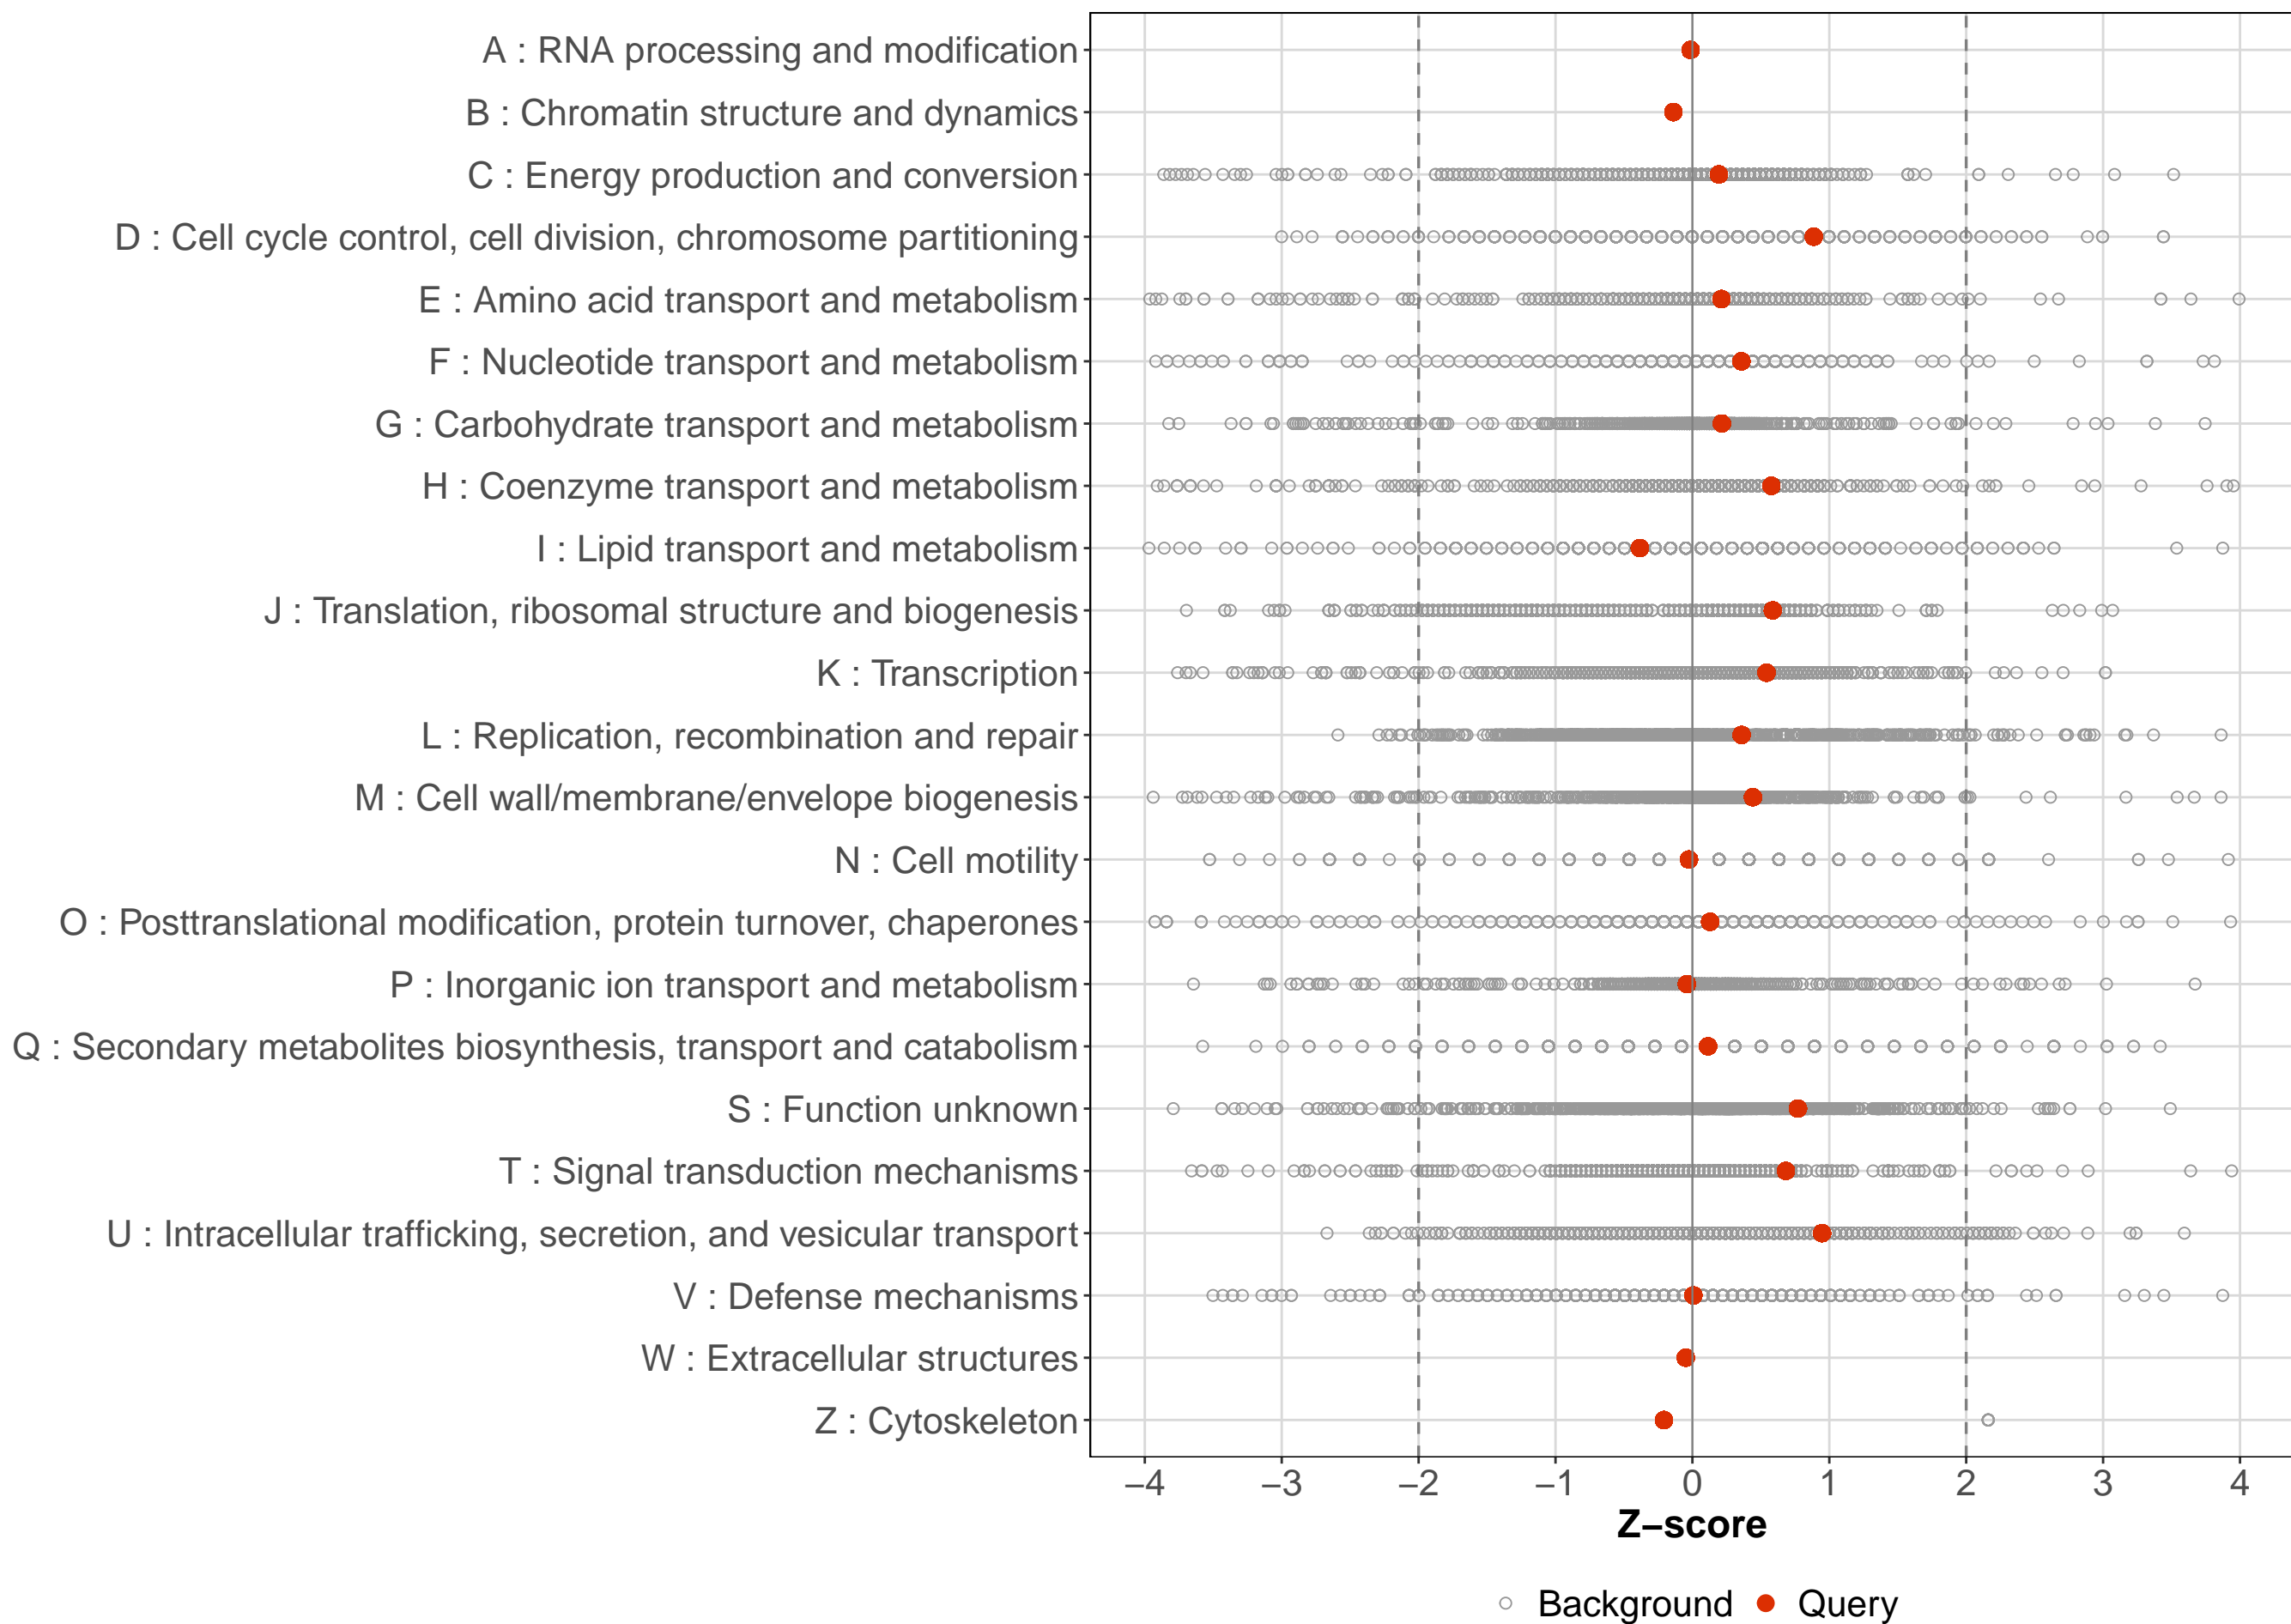 A : RNA processing and modification
B : Chromatin structure and dynamics
C : Energy production and conversion
D : Cell cycle control, cell division, chromosome partitioning
E : Amino acid transport and metabolism
F : Nucleotide transport and metabolism
G : Carbohydrate transport and metabolism
H : Coenzyme transport and metabolism
I : Lipid transport and metabolism
J : Translation, ribosomal structure and biogenesis
K : Transcription
L : Replication, recombination and repair
M : Cell wall/membrane/envelope biogenesis
N : Cell motility
O : Posttranslational modification, protein turnover, chaperones
P : Inorganic ion transport and metabolism
Q : Secondary metabolites biosynthesis, transport and catabolism
S : Function unknown
T : Signal transduction mechanisms
U : Intracellular trafficking, secretion, and vesicular transport
V : Defense mechanisms
W : Extracellular structures
Z : Cytoskeleton
−4 −3 −2 −1 0 1 2 3 4
Z−score
Background Query